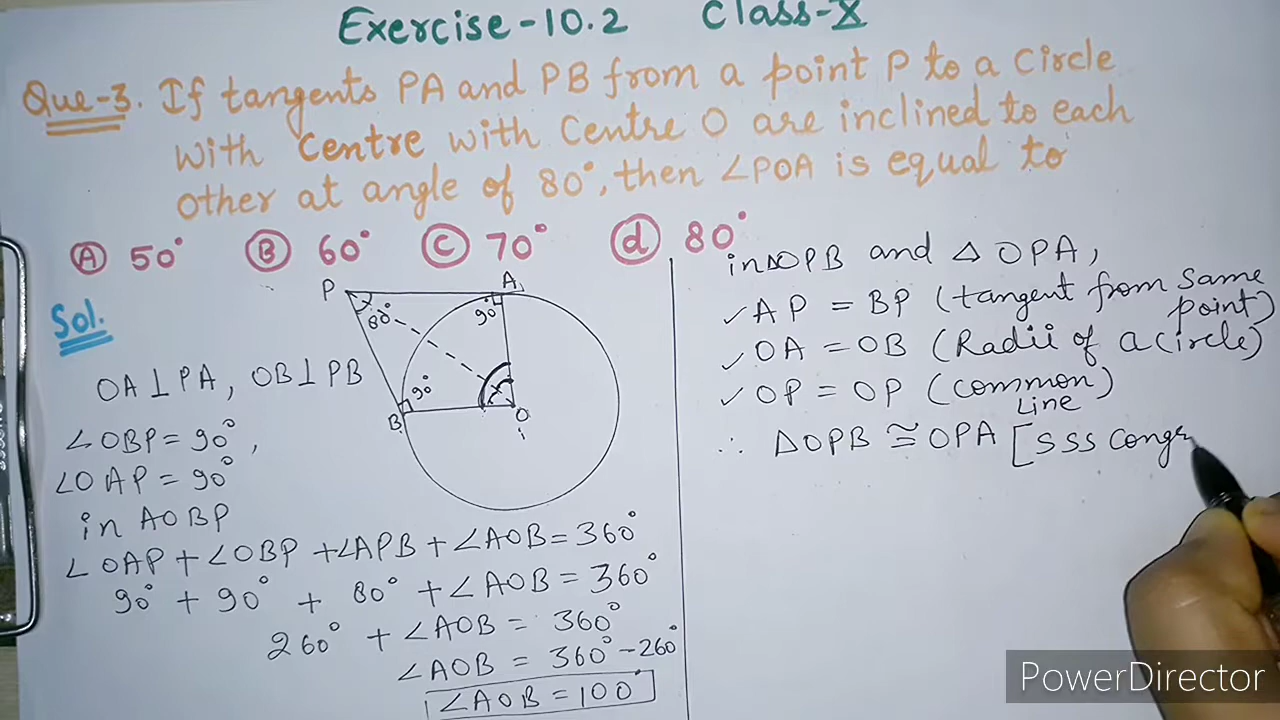 Exercise-10.2 Class-X
Que-3. If tangents PA and PB from a point P to a Circle
With Centre with Centre O are inclined to each
other at angle of 80°, then ∠POA is equal to
Ⓐ 50° Ⓑ 60° Ⓒ 70° ⓓ 80°
Sol.
P
A
80°
90°
90°
B
O
OA⊥PA, OB⊥PB
∠OBP = 90°,
∠OAP = 90°
in AOBP
∠OAP + ∠OBP + ∠APB + ∠AOB = 360°
90° + 90° + 80° + ∠AOB = 360°
260° + ∠AOB = 360°
∠AOB = 360° - 260°
∠AOB = 100°
in△OPB and △ OPA,
✓AP = BP (tangent from Same
point)
✓OA = OB (Radii of a Circle)
✓OP = OP (Common)
Line
∴ △OPB ≅ OPA [SSS Congr
PowerDirector